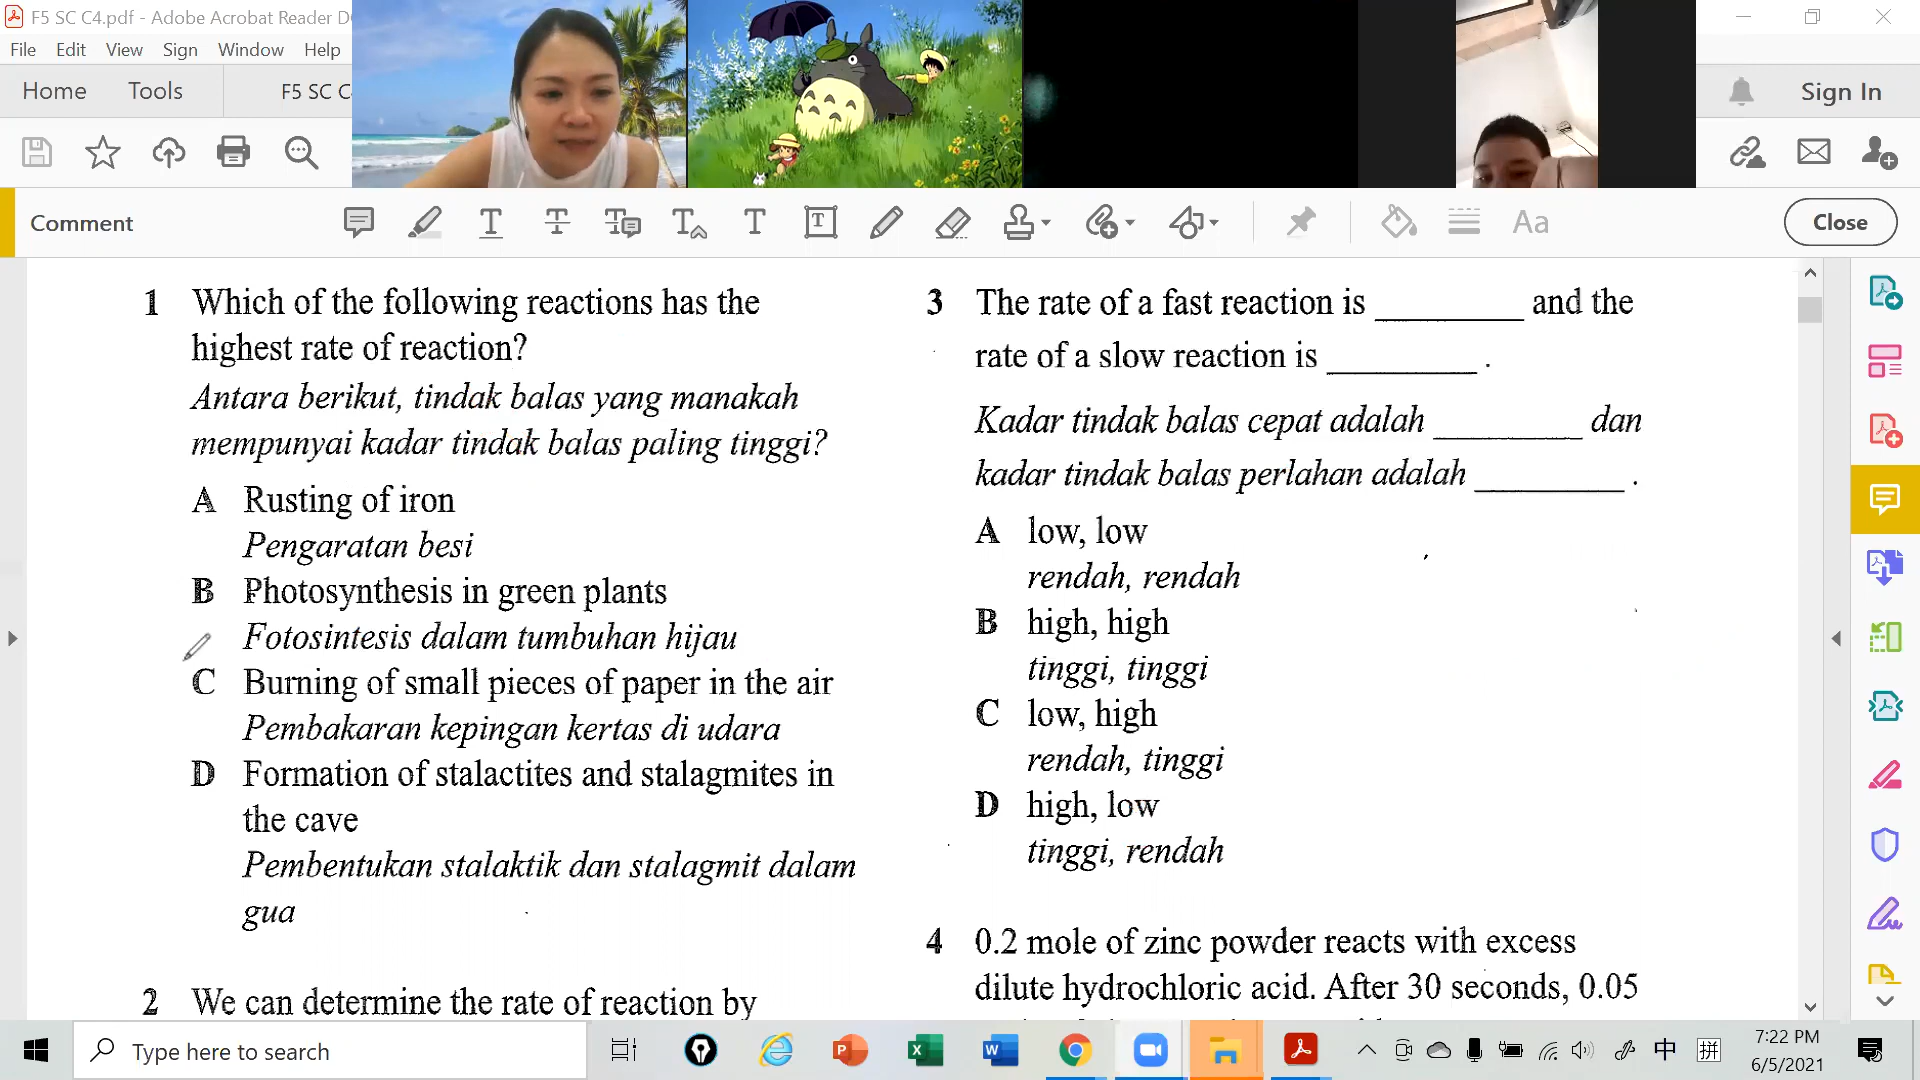 F5 SC C4.pdf - Adobe Acrobat Reader D
File Edit View Sign Window Help
Home Tools F5 SC C
Sign In
Comment
Aa
Close
1 Which of the following reactions has the
highest rate of reaction?
Antara berikut, tindak balas yang manakah
mempunyai kadar tindak balas paling tinggi?
A Rusting of iron
Pengaratan besi
B Photosynthesis in green plants
Fotosintesis dalam tumbuhan hijau
C Burning of small pieces of paper in the air
Pembakaran kepingan kertas di udara
D Formation of stalactites and stalagmites in
the cave
Pembentukan stalaktik dan stalagmit dalam
gua
2 We can determine the rate of reaction by
3 The rate of a fast reaction is _________ and the
rate of a slow reaction is _________ .
Kadar tindak balas cepat adalah _________ dan
kadar tindak balas perlahan adalah _________ .
A low, low
rendah, rendah
B high, high
tinggi, tinggi
C low, high
rendah, tinggi
D high, low
tinggi, rendah
4 0.2 mole of zinc powder reacts with excess
dilute hydrochloric acid. After 30 seconds, 0.05
Type here to search
中 拼
7:22 PM
6/5/2021